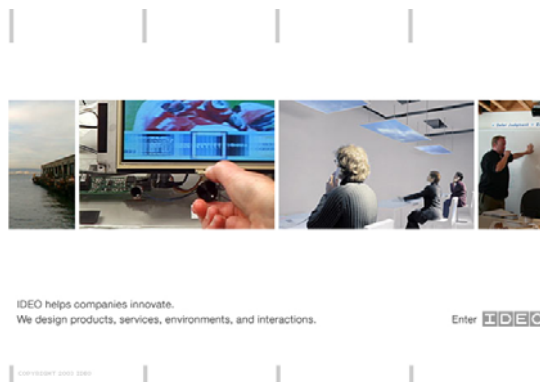 IDEO helps companies innovate.
We design products, services, environments, and interactions.
Enter IDEO